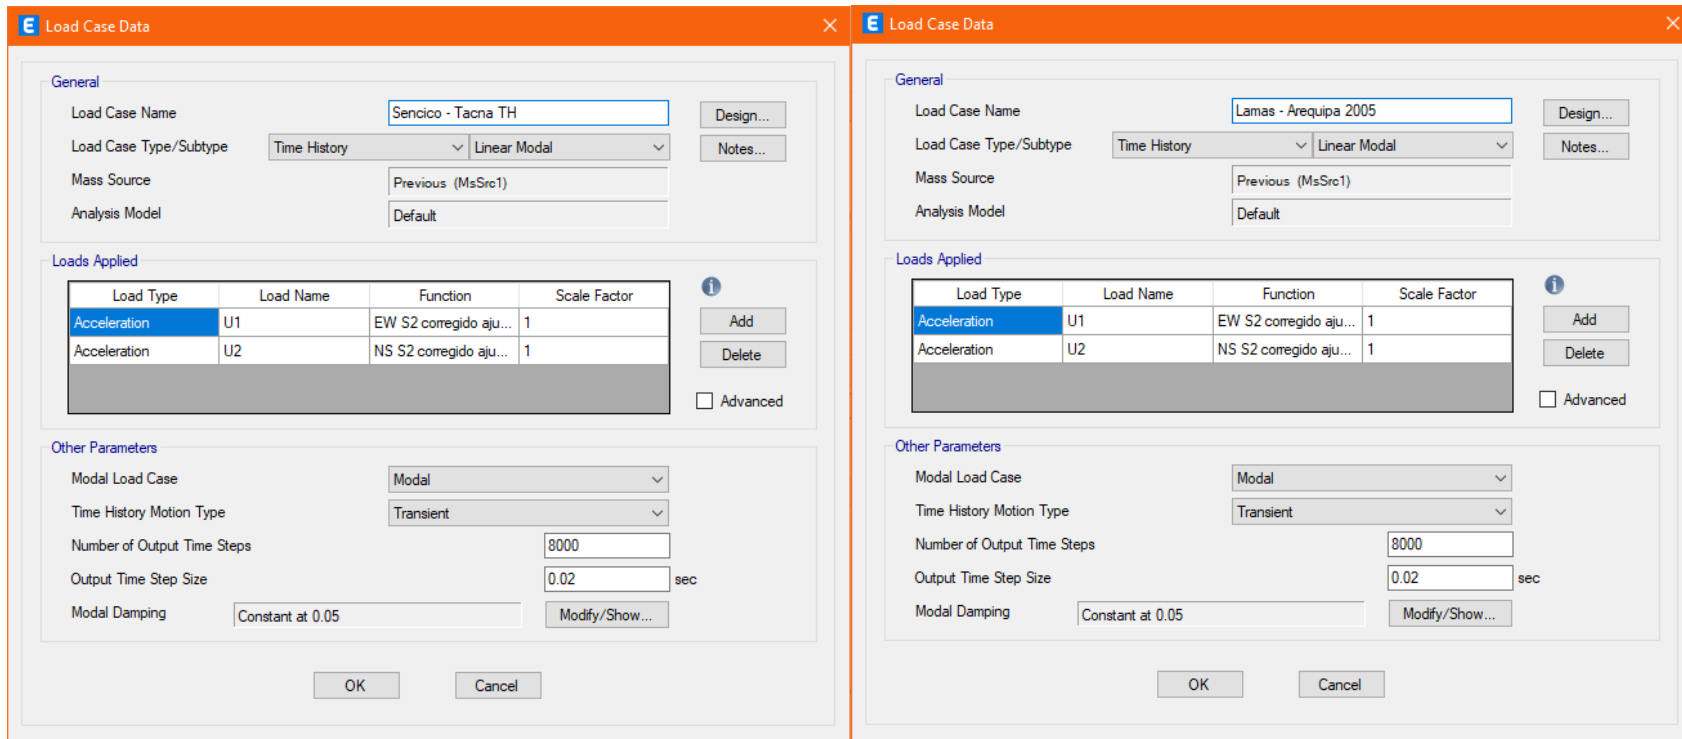 E Load Case Data
General
Load Case Name Sencico - Tacna TH Design...
Load Case Type/Subtype Time History Linear Modal Notes...
Mass Source Previous (MsSrc1)
Analysis Model Default
Loads Applied
Load Type Load Name Function Scale Factor
Acceleration U1 EW S2 corregido aju... 1 Add
Acceleration U2 NS S2 corregido aju... 1 Delete
Advanced
Other Parameters
Modal Load Case Modal
Time History Motion Type Transient
Number of Output Time Steps 8000
Output Time Step Size 0.02 sec
Modal Damping Constant at 0.05 Modify/Show...
OK Cancel
E Load Case Data
General
Load Case Name Lamas - Arequipa 2005 Design...
Load Case Type/Subtype Time History Linear Modal Notes...
Mass Source Previous (MsSrc1)
Analysis Model Default
Loads Applied
Load Type Load Name Function Scale Factor
Acceleration U1 EW S2 corregido aju... 1 Add
Acceleration U2 NS S2 corregido aju... 1 Delete
Advanced
Other Parameters
Modal Load Case Modal
Time History Motion Type Transient
Number of Output Time Steps 8000
Output Time Step Size 0.02 sec
Modal Damping Constant at 0.05 Modify/Show...
OK Cancel